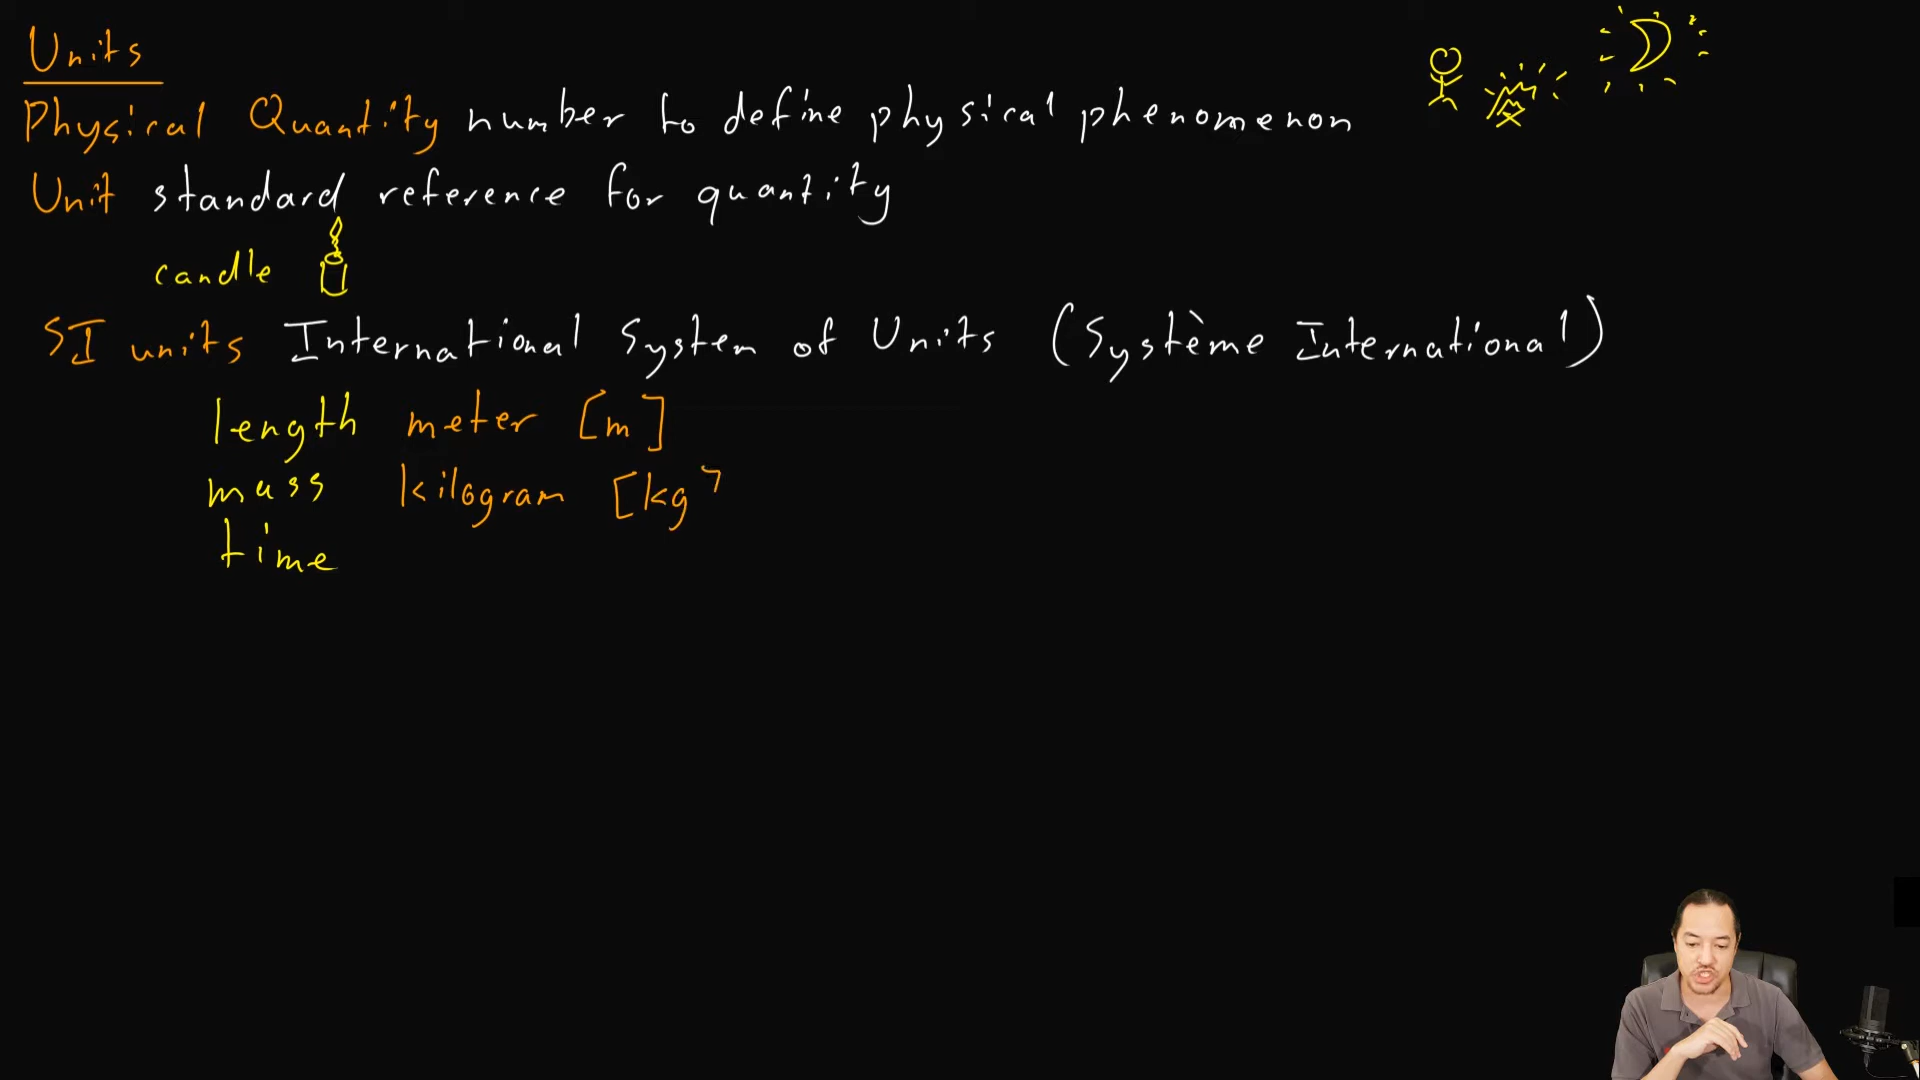 Units
Physical Quantity number to define physical phenomenon
Unit standard reference for quantity
candle
SI units International System of Units (Système International)
length meter [m]
mass kilogram [kg]
time